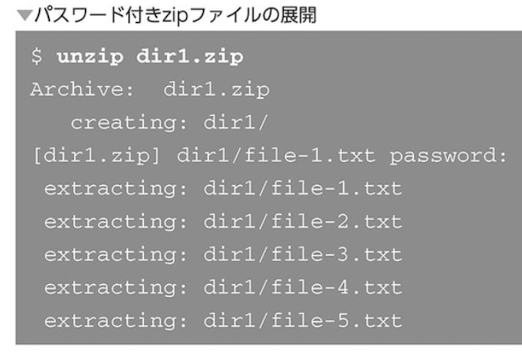 ▼パスワード付きzipファイルの展開
$ unzip dir1.zip
Archive:  dir1.zip
   creating: dir1/
[dir1.zip] dir1/file-1.txt password:
 extracting: dir1/file-1.txt
 extracting: dir1/file-2.txt
 extracting: dir1/file-3.txt
 extracting: dir1/file-4.txt
 extracting: dir1/file-5.txt